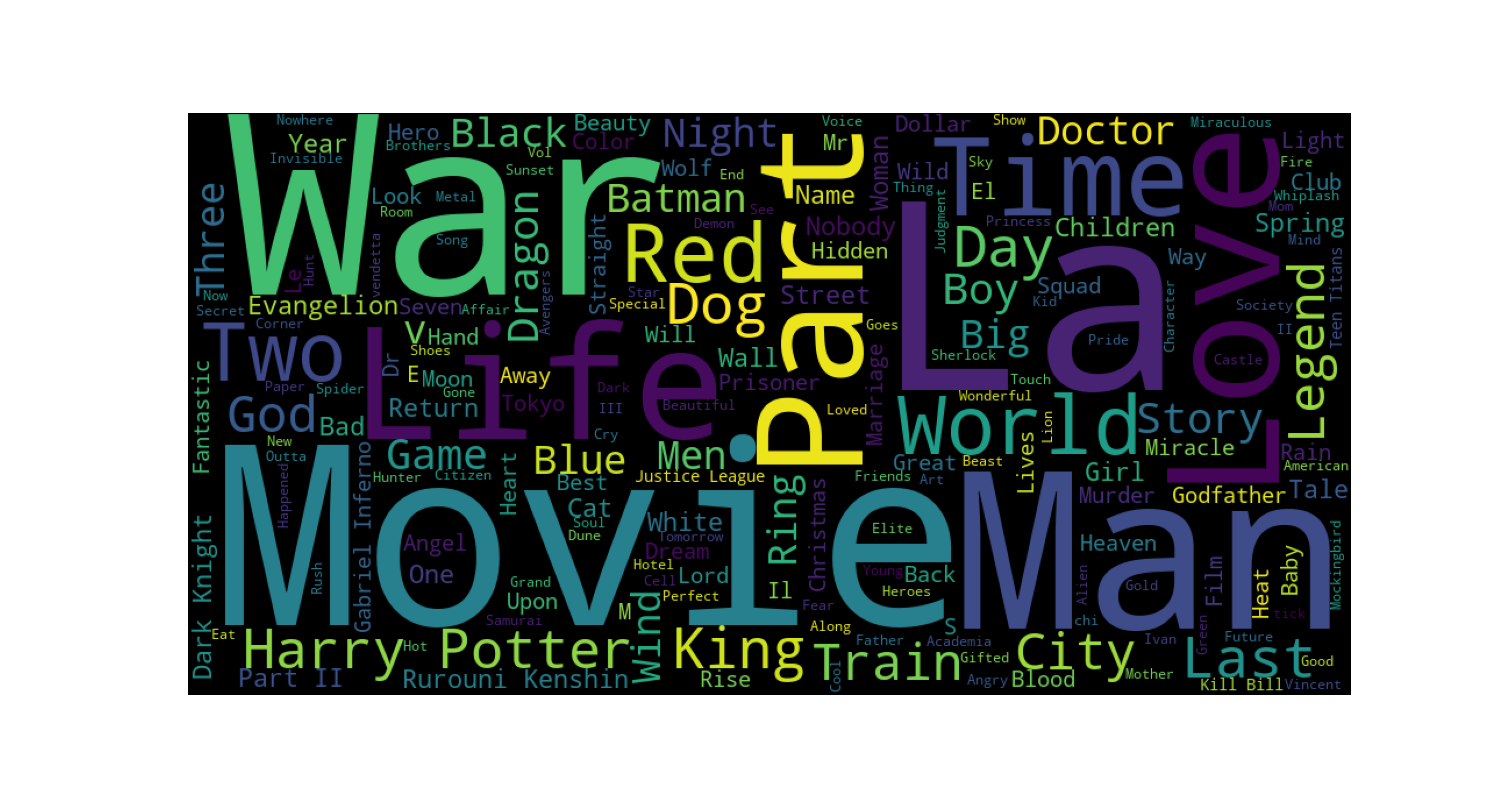 War
Movie
Man
La
Life
Love
Part
Time
World
Red
Two
Day
King
Harry Potter
Last
City
Train
Big
Boy
Dog
Legend
Story
Doctor
Night
Black
Batman
Dragon
Three
God
Game
Blue
Men
Ring
Wind
Nowhere
Year
Invisible
Hero
Brothers
Vol
Sunset
Beauty
Color
Wolf
End
Voice
Mr
Name
Woman
Dollar
Show
Wild
Sky
Thing
El
Judgment
Princess
Children
Miraculous
Light
Fire
Club
Whiplash
Mom
Spring
Mind
Look
Room
Metal
Song
Le
Hunt
vendetta
Now
Secret
Evangelion
Seven
Affair
Avengers
Straight
Special
Star
Demon
See
Nobody
Hidden
Street
Way
Squad
Kid
Character
Society
II
Teen Titans
Corner
v
Hand
Shoes
Dr
E
Moon
Gone
Away
Tokyo
Return
Paper
Spider
Bad
Fantastic
New
Outta
Will
Wall
Prisoner
Dark
III
Beautiful
Cry
Goes
Marriage
Loved
Sherlock
Touch
Wonderful
Pride
Castle
Lion
Miracle
Rain
American
Hunter
Citizen
Happened
Gabriel Inferno
Heart
Best
Cat
Soul
Dune
Justice League
White
Tomorrow
Dream
Hotel
Cell
Lord
Perfect
Christmas
Friends
Great
Art
Beast
Lives
Girl
Murder
Godfather
Tale
Elite
Heaven
Young
Back
Heroes
Il
Fear
Alien
Gold
Film
Heat
Baby
Mockingbird
tick
Dark Knight
Rush
Angel
One
Grand
Upon
Samurai
M
Eat
Hot
Part II
Rurouni Kenshin
Rise
Along
Father
Cool
S
Academia
Gifted
Angry
Blood
chi
Ivan
Mother
Green
Future
Good
Kill Bill
Vincent